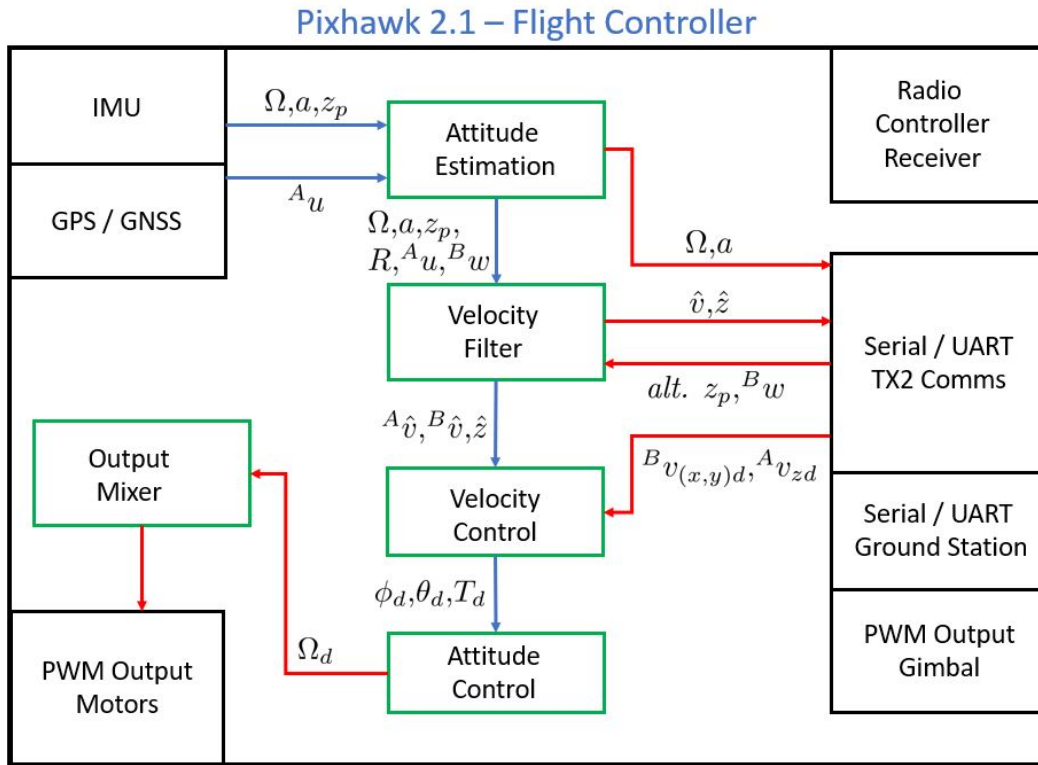 Pixhawk 2.1 – Flight Controller
IMU
Ω,a,z_p
Attitude
Estimation
Radio
Controller
Receiver
GPS / GNSS
^A u
Ω,a,z_p,
R,^A u,^B w
Ω,a
Velocity
Filter
v̂,ẑ
alt. z_p,^B w
Serial / UART
TX2 Comms
^A v̂,^B v̂,ẑ
^B v_(x,y)d,^A v_zd
Output
Mixer
Velocity
Control
Serial / UART
Ground Station
ϕ_d,θ_d,T_d
Ω_d
Attitude
Control
PWM Output
Motors
PWM Output
Gimbal